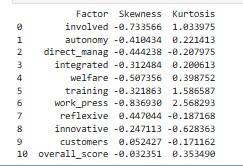 Factor Skewness Kurtosis
0 involved -0.733566 1.033975
1 autonomy -0.410434 0.221413
2 direct_manag -0.444238 -0.207975
3 integrated -0.312484 0.200613
4 welfare -0.507356 0.398752
5 training -0.321863 1.586587
6 work_press -0.836930 2.568293
7 reflexive 0.447044 -0.187168
8 innovative -0.247113 -0.628363
9 customers 0.052427 -0.171162
10 overall_score -0.032351 0.353490